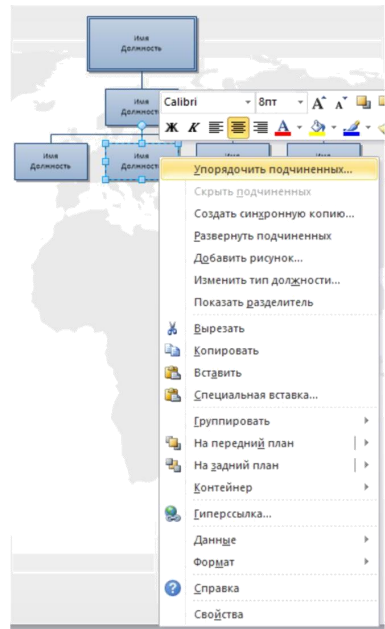 Имя
Должность
Имя
Должность
Calibri 8пт
Ж К
Имя
Должность
Имя
Должность
Имя
Имя
Упорядочить подчиненных...
Скрыть подчиненных
Создать синхронную копию...
Развернуть подчиненных
Добавить рисунок...
Изменить тип должности...
Показать разделитель
Вырезать
Копировать
Вставить
Специальная вставка...
Группировать
На передний план
На задний план
Контейнер
Гиперссылка...
Данные
Формат
Справка
Свойства